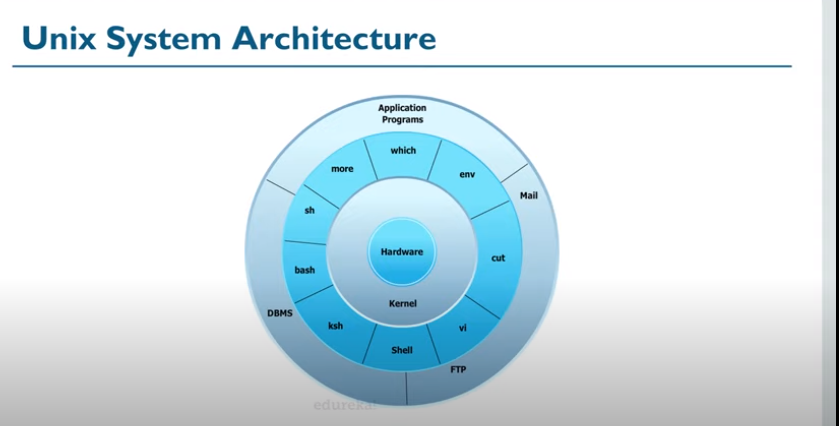 Unix System Architecture
Application
Programs
which
more
env
Mail
sh
Hardware
cut
bash
Kernel
DBMS
ksh
vi
Shell
FTP
edureka!